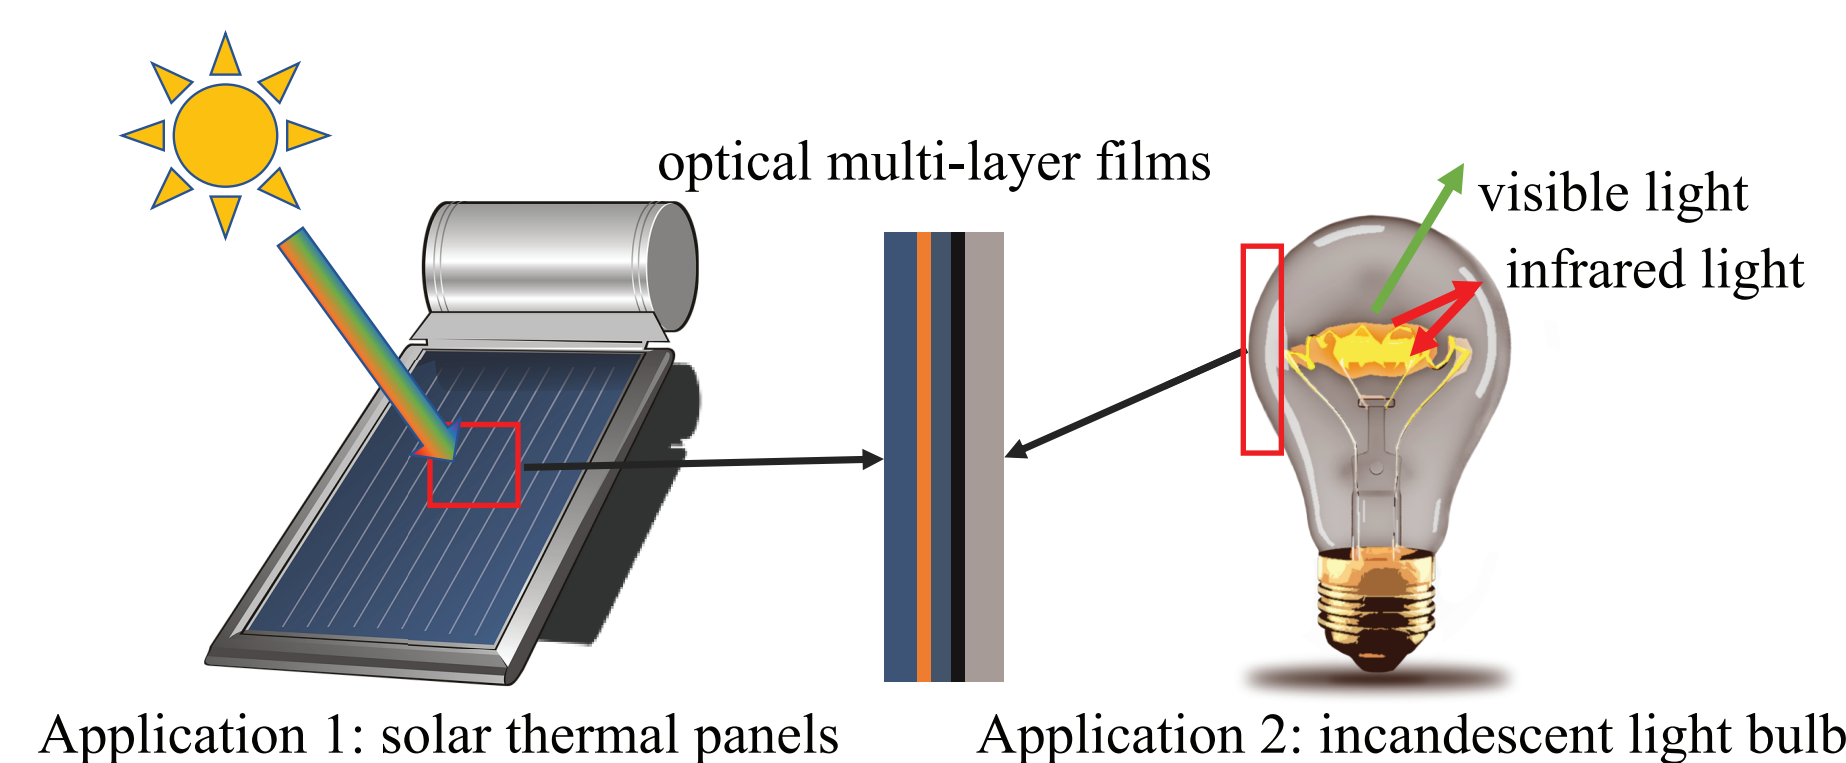 optical multi-layer films
visible light
infrared light
Application 1: solar thermal panels
Application 2: incandescent light bulb